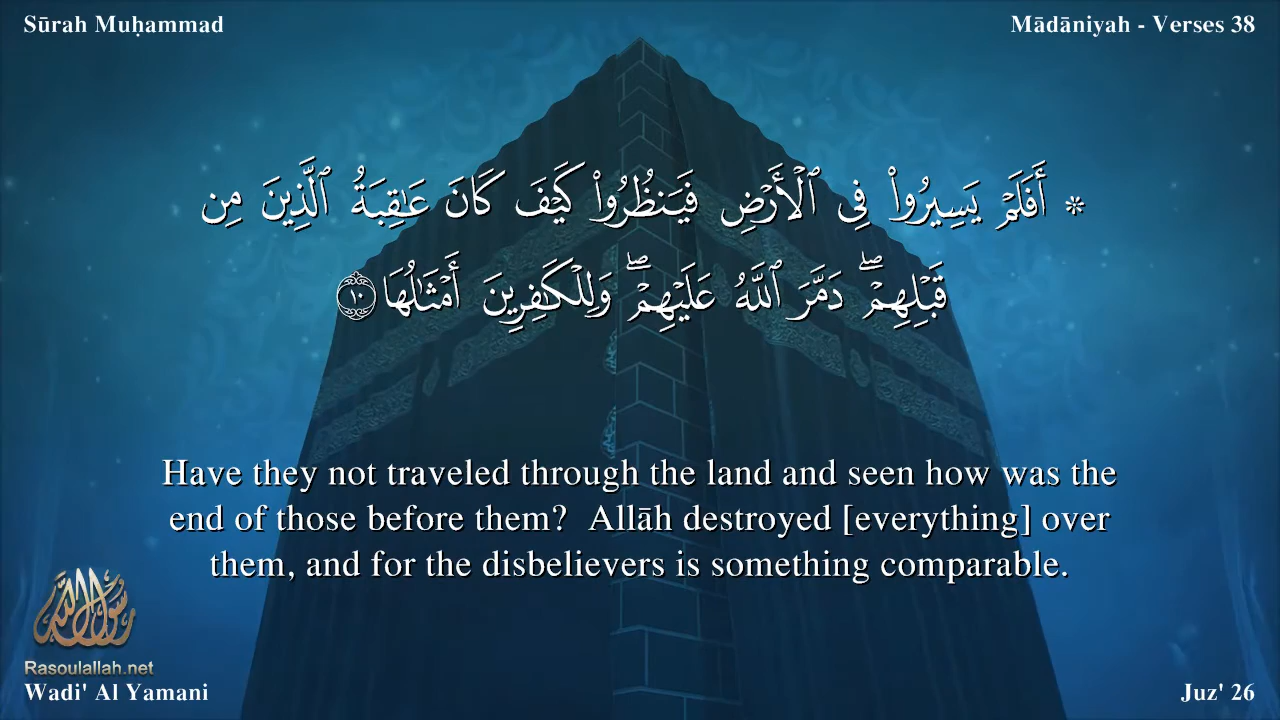 Sūrah Muḥammad
Mādāniyah - Verses 38
* أَفَلَمْ يَسِيرُوا۟ فِى ٱلْأَرْضِ فَيَنظُرُوا۟ كَيْفَ كَانَ عَـٰقِبَةُ ٱلَّذِينَ مِن
قَبْلِهِمْ ۖ دَمَّرَ ٱللَّهُ عَلَيْهِمْ ۖ وَلِلْكَـٰفِرِينَ أَمْثَـٰلُهَا ١٠
Have they not traveled through the land and seen how was the
end of those before them?  Allāh destroyed [everything] over
them, and for the disbelievers is something comparable.
رسول الله
Rasoulallah.net
Wadi' Al Yamani
Juz' 26